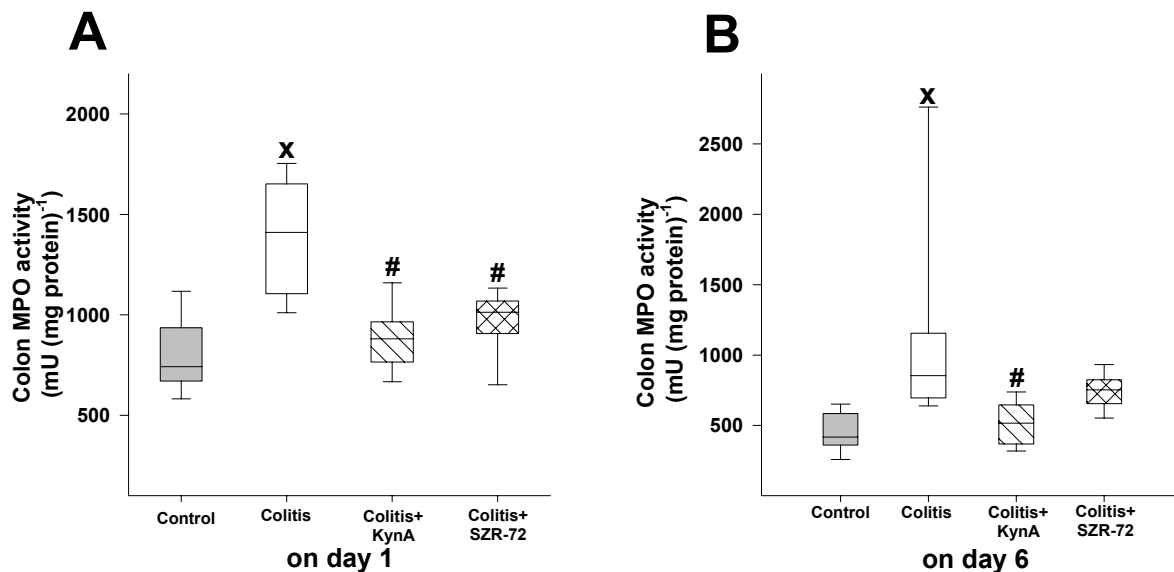 A
Colon MPO activity
(mU (mg protein)⁻¹
2000
1500
1000
500
x
#
#
Control
Colitis
Colitis+
KynA
Colitis+
SZR-72
on day 1
B
Colon MPO activity
(mU (mg protein)⁻¹
2500
2000
1500
1000
500
x
#
Control
Colitis
Colitis+
KynA
Colitis+
SZR-72
on day 6